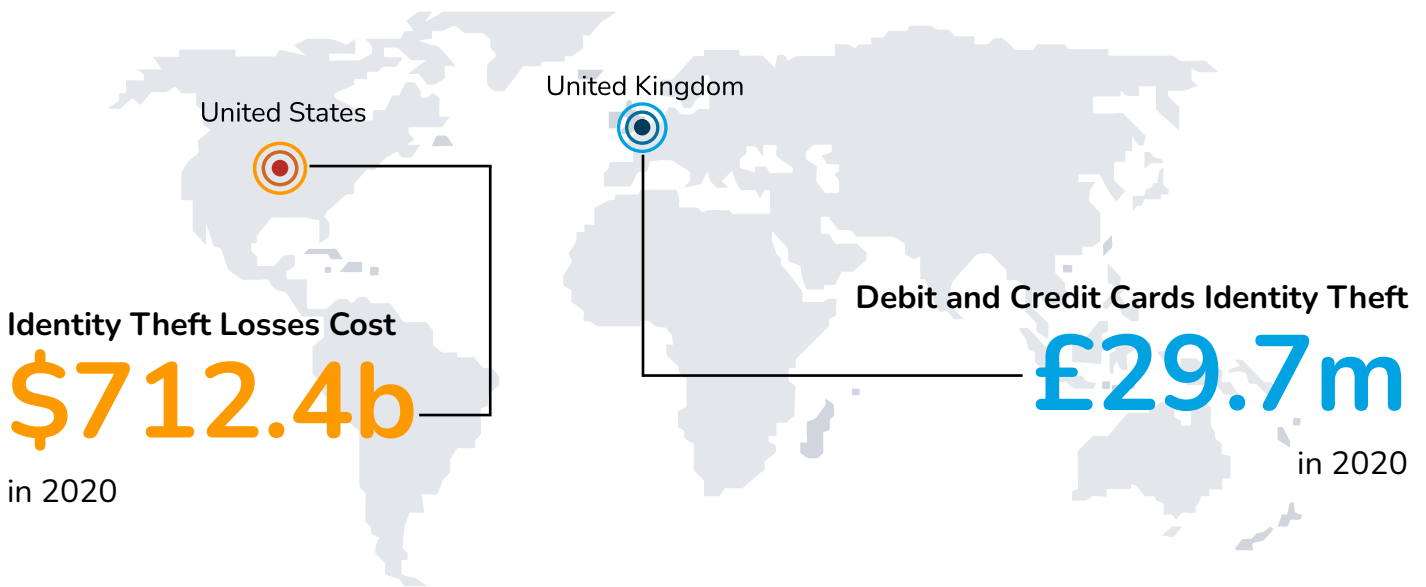 United States
United Kingdom
Identity Theft Losses Cost
$712.4b
in 2020
Debit and Credit Cards Identity Theft
£29.7m
in 2020